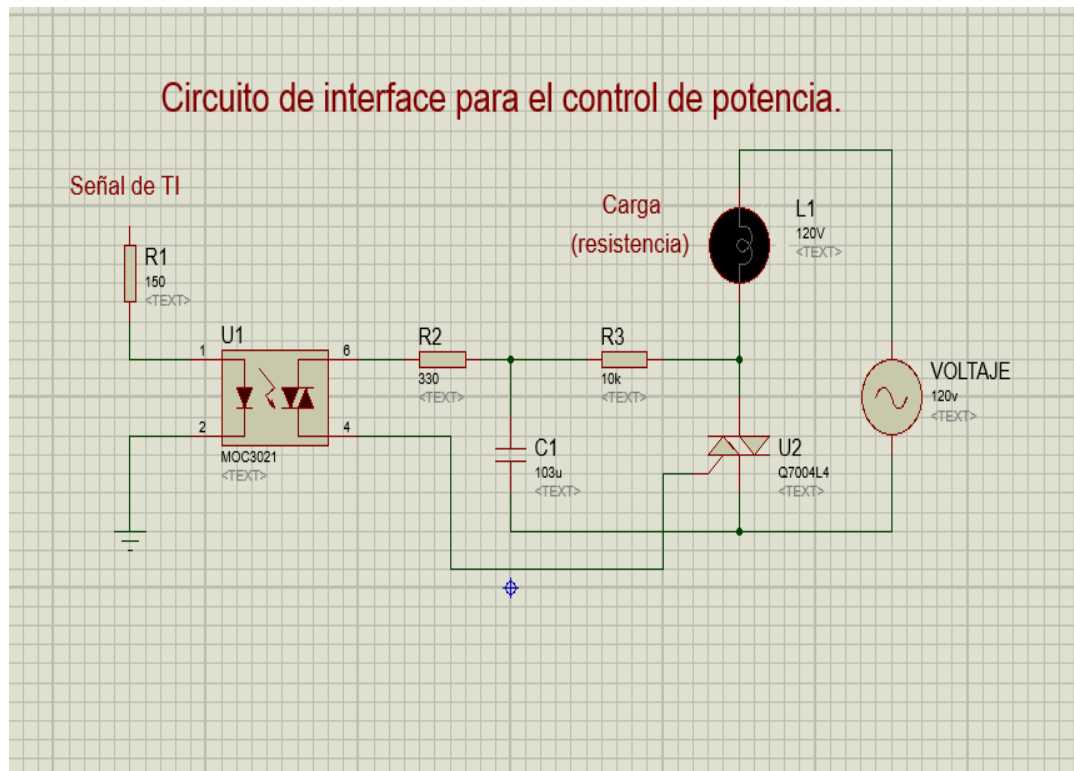 Circuito de interface para el control de potencia.
Señal de TI
R1
150
<TEXT>
U1
1
6
2
4
MOC3021
<TEXT>
R2
330
<TEXT>
R3
10k
<TEXT>
C1
103u
<TEXT>
Carga
(resistencia)
L1
120V
<TEXT>
U2
Q7004L4
<TEXT>
VOLTAJE
120v
<TEXT>